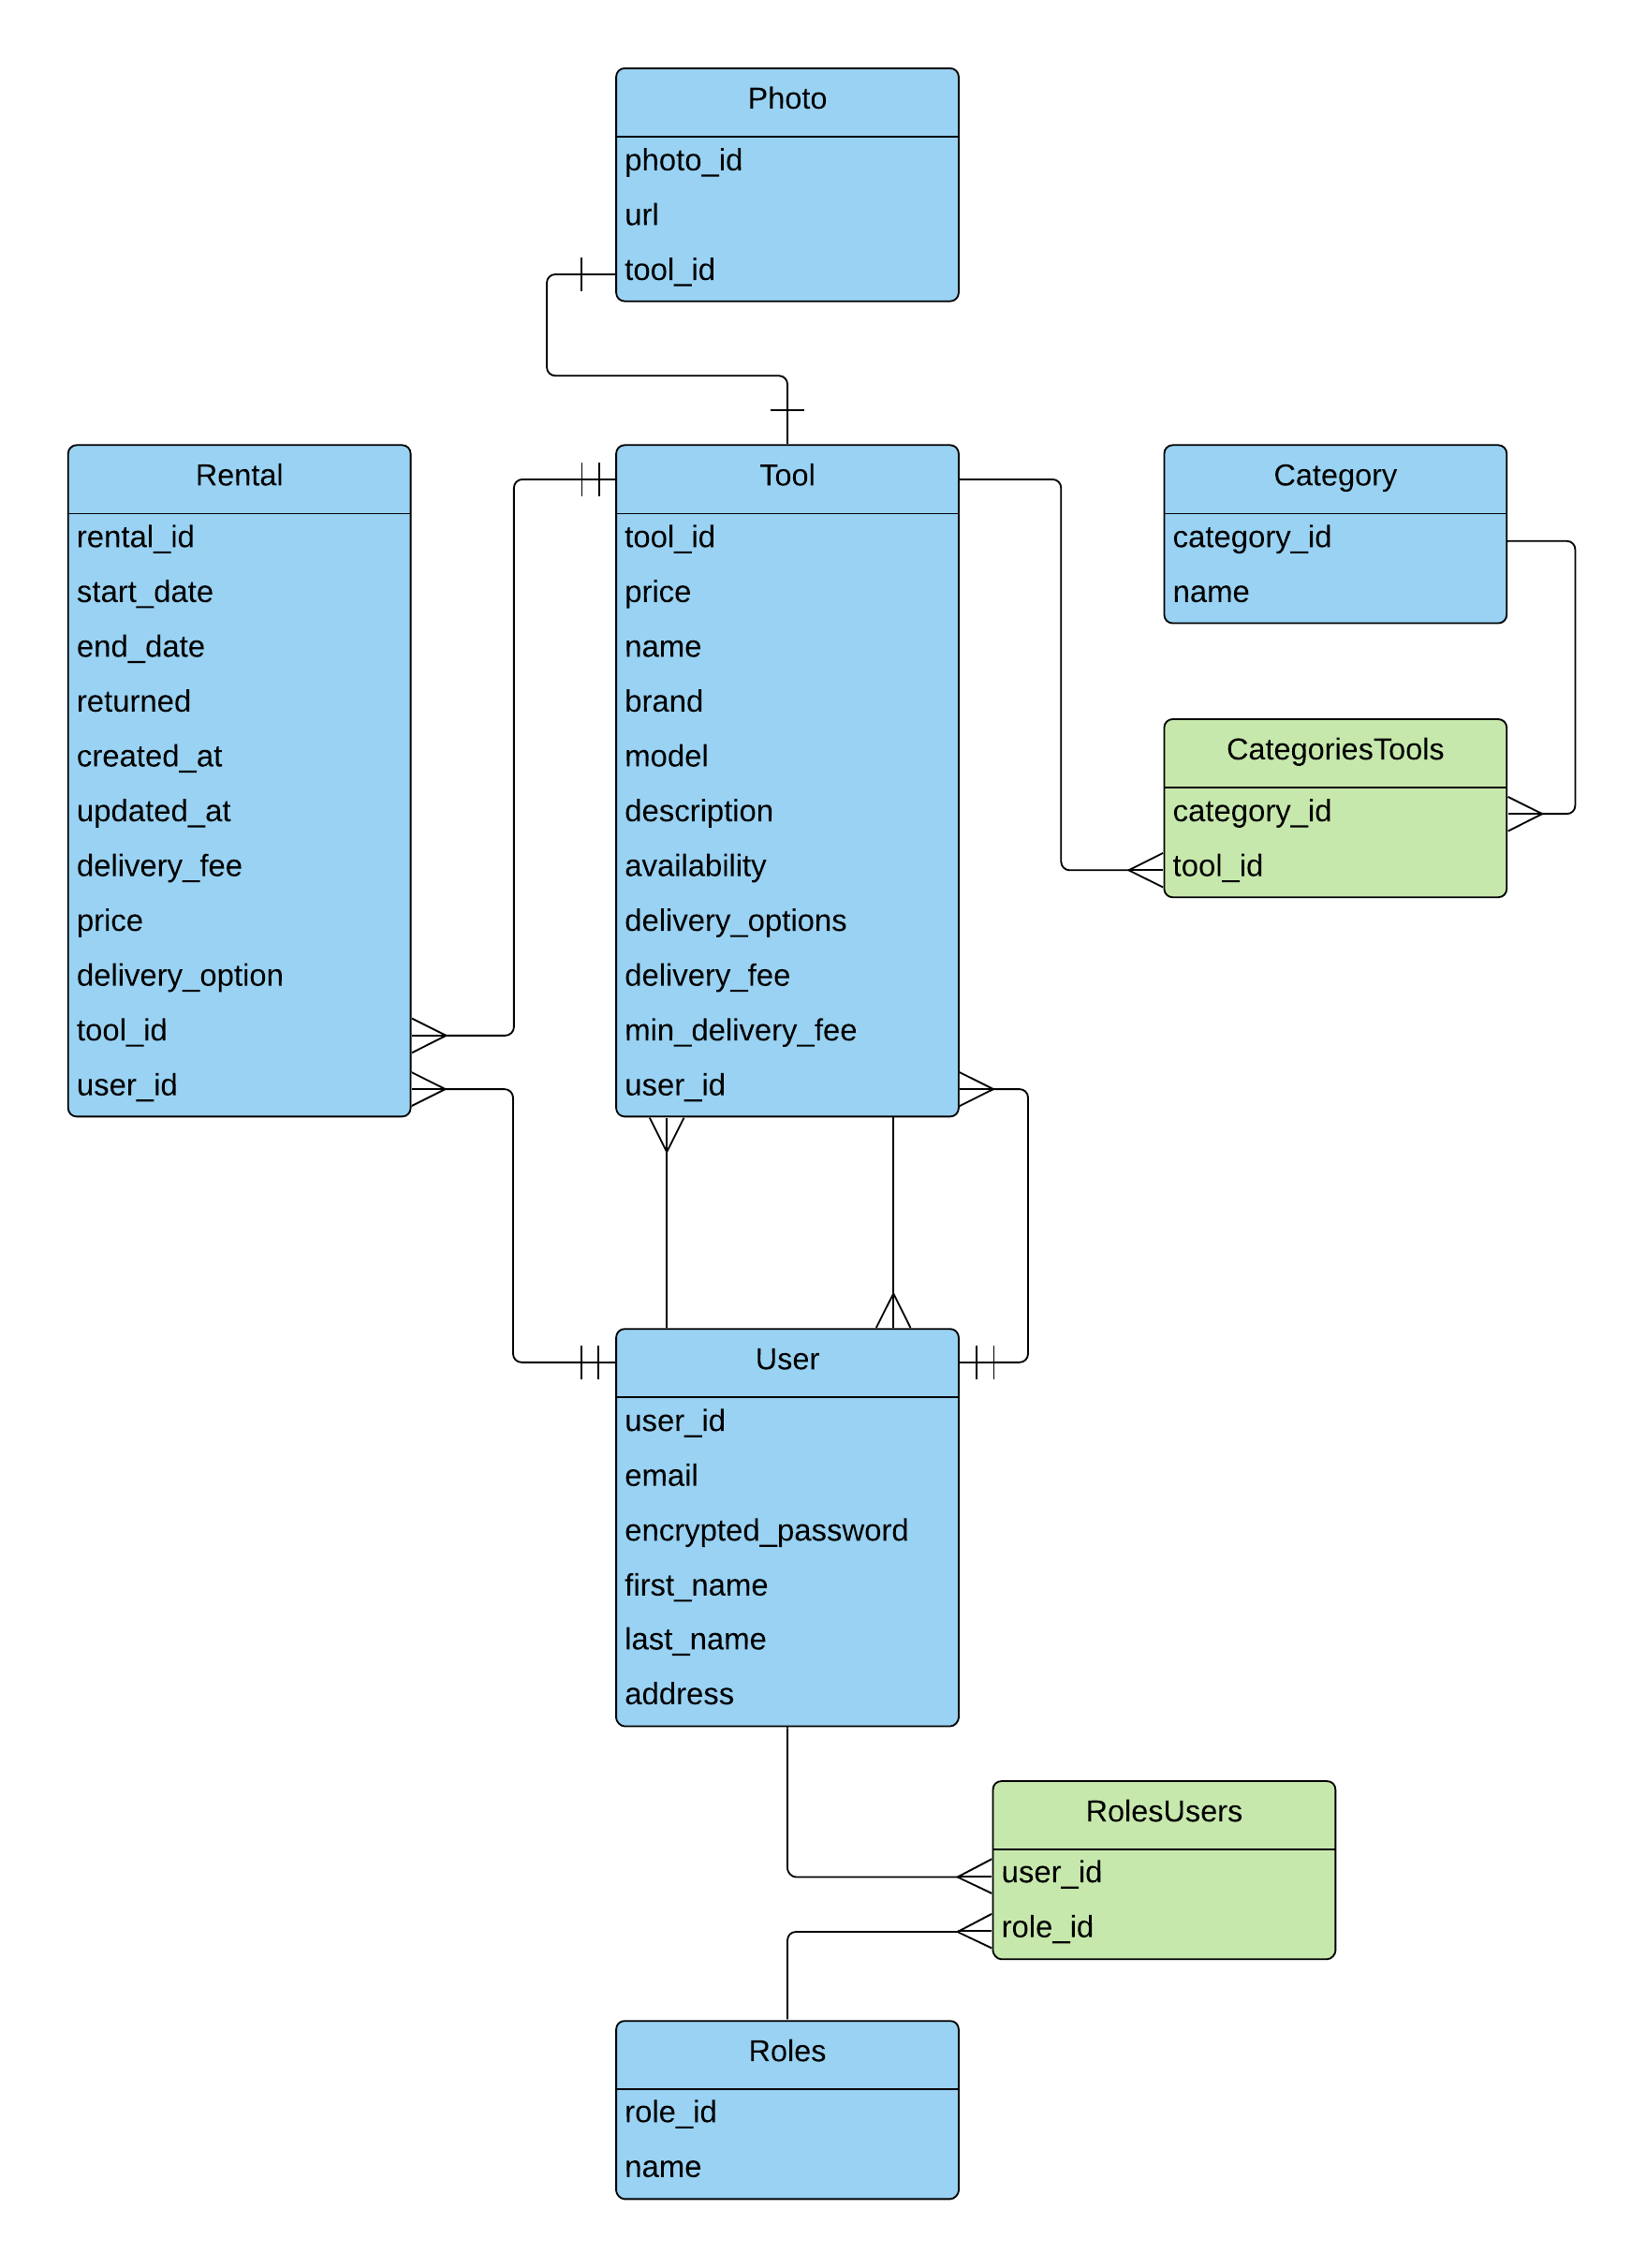 Photo
photo_id
url
tool_id
Rental
rental_id
start_date
end_date
returned
created_at
updated_at
delivery_fee
price
delivery_option
tool_id
user_id
Tool
tool_id
price
name
brand
model
description
availability
delivery_options
delivery_fee
min_delivery_fee
user_id
Category
category_id
name
CategoriesTools
category_id
tool_id
User
user_id
email
encrypted_password
first_name
last_name
address
RolesUsers
user_id
role_id
Roles
role_id
name